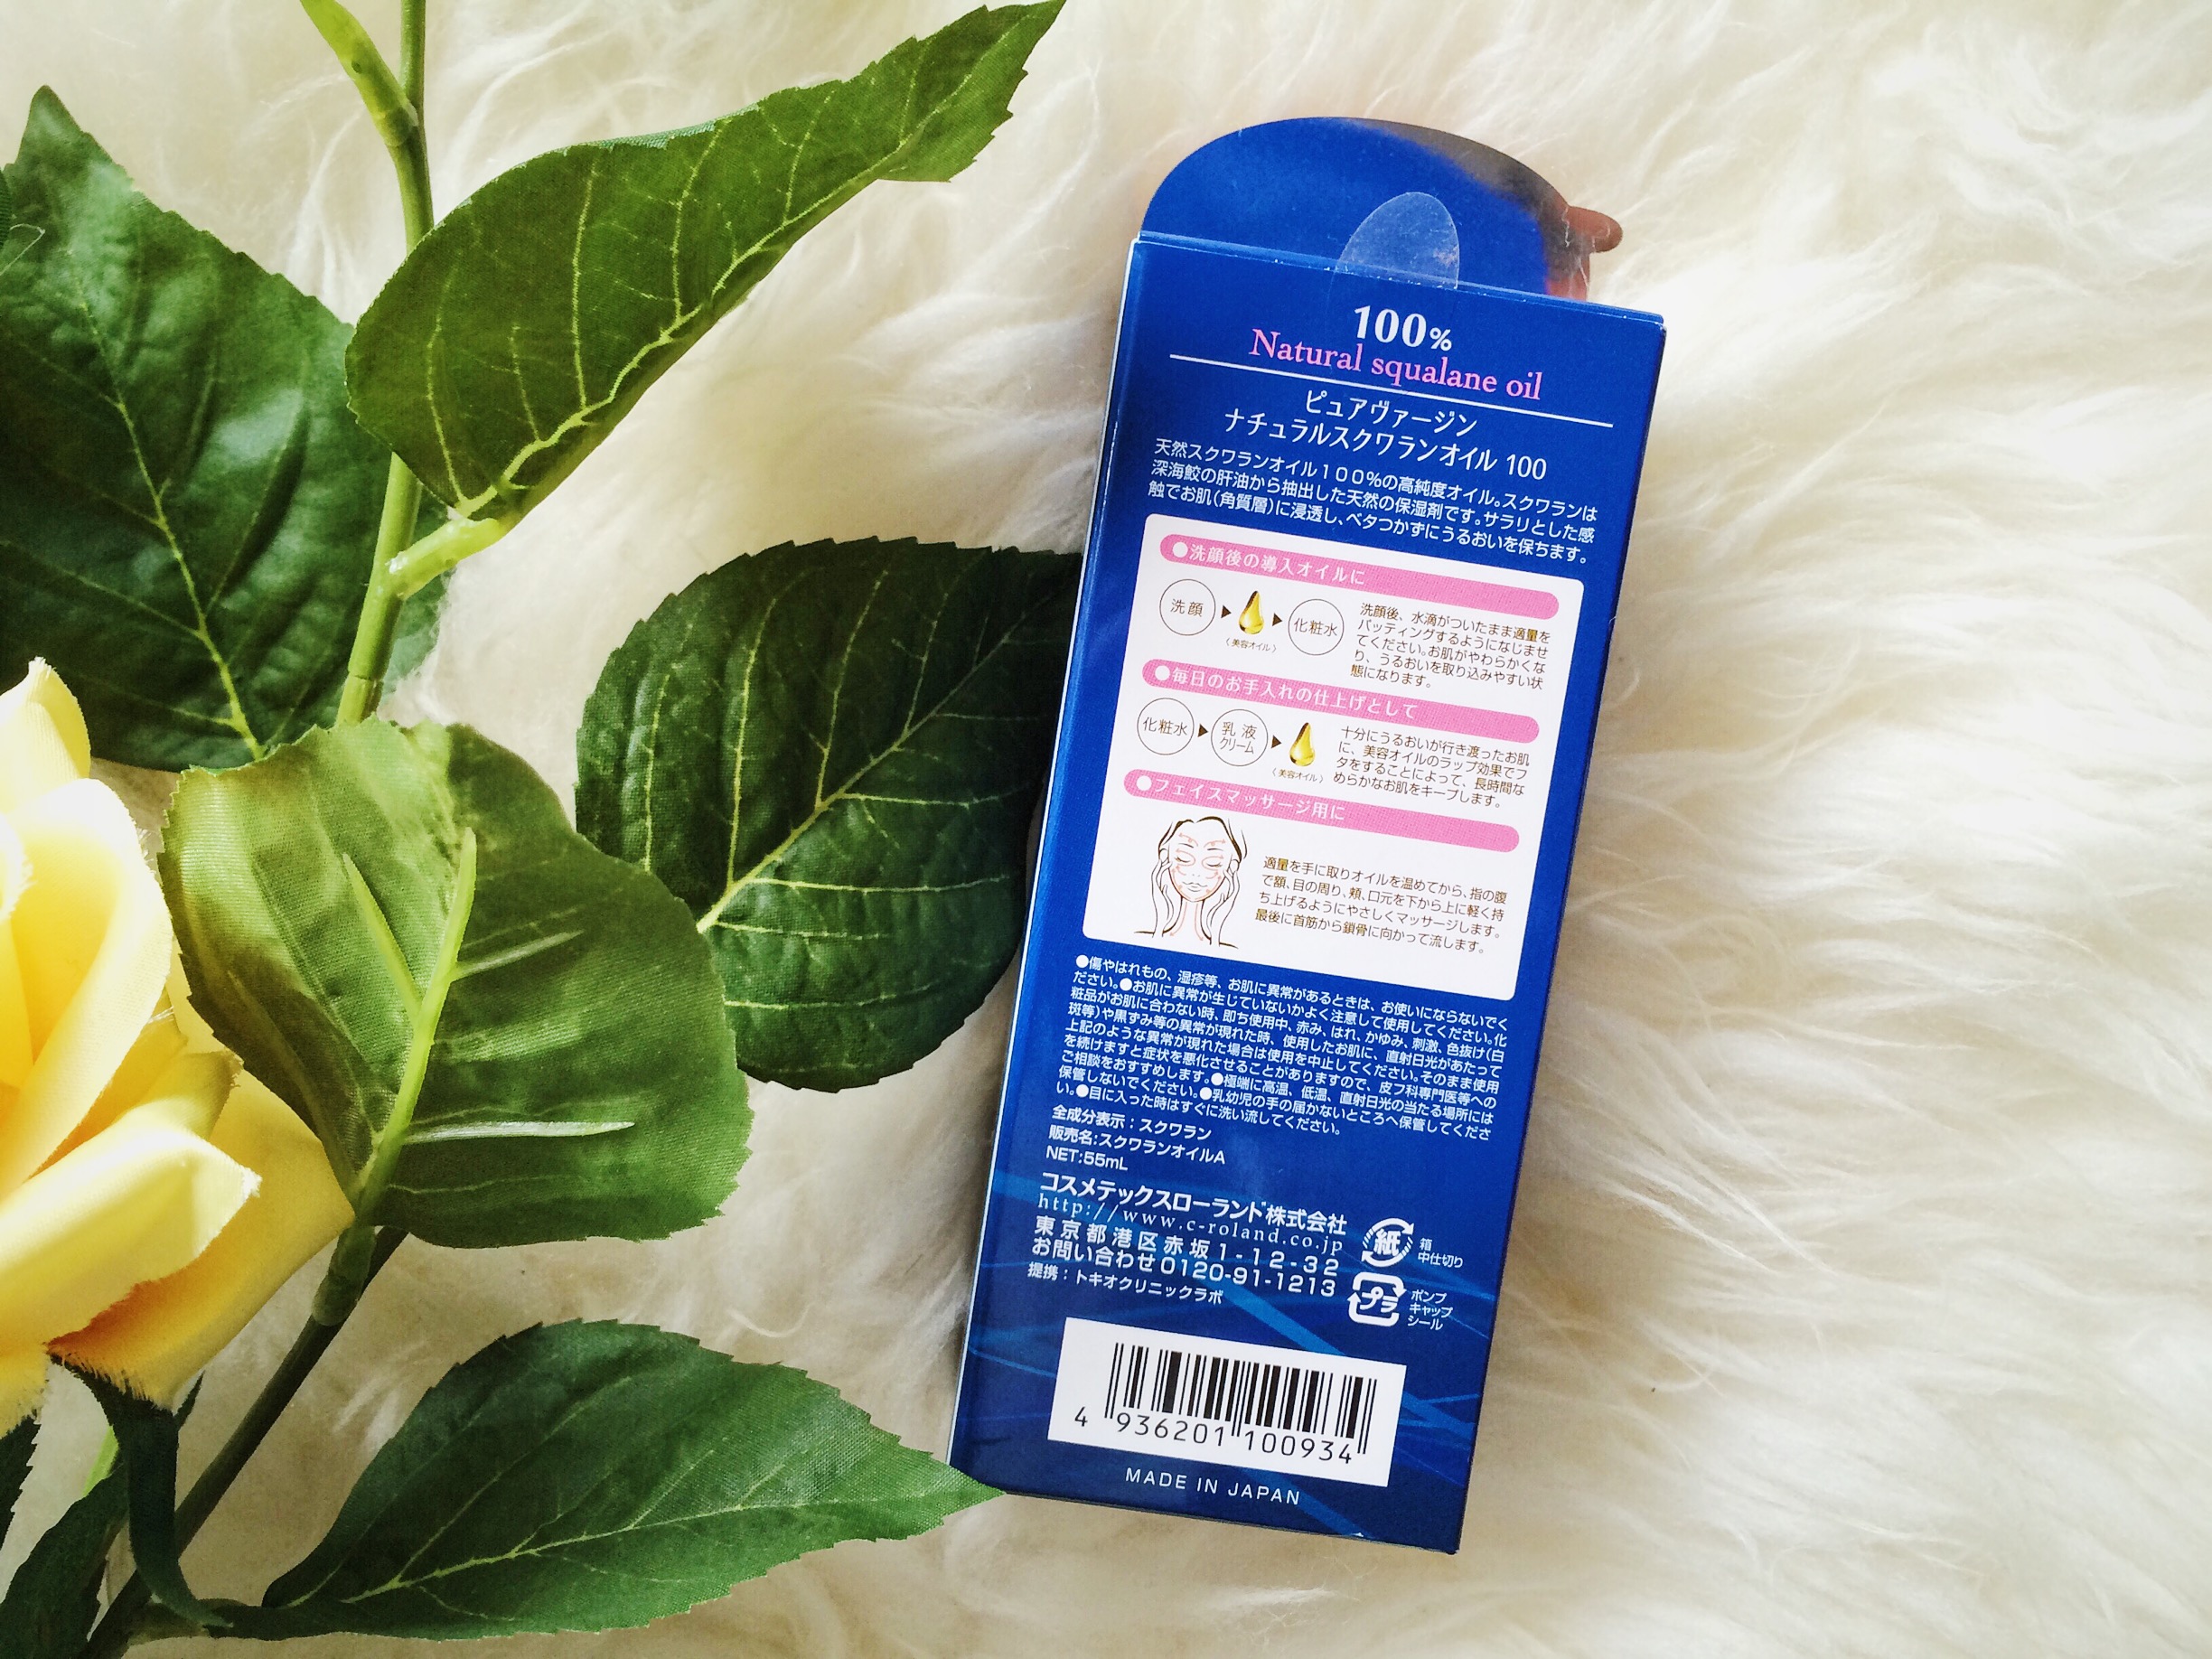 100%
Natural squalane oil
ピュアヴァージン
ナチュラルスクワランオイル 100
天然スクワランオイル100%の高純度オイル。スクワランは
深海鮫の肝油から抽出した天然の保湿剤です。サラリとした感
触でお肌(角質層)に浸透し、ベタつかずにうるおいを保ちます。
●洗顔後の導入オイルに
洗顔
〈美容オイル〉
化粧水
洗顔後、水滴がついたまま適量を
パッティングするようになじませ
てください。お肌がやわらかくな
り、うるおいを取り込みやすい状
態になります。
●毎日のお手入れの仕上げとして
化粧水
乳液
クリーム
〈美容オイル〉
十分にうるおいが行き渡ったお肌
に、美容オイルのラップ効果でフ
タをすることによって、長時間な
めらかなお肌をキープします。
●フェイスマッサージ用に
適量を手に取りオイルを温めてから、指の腹
で額、目の周り、頬、口元を下から上に軽く持
ち上げるようにやさしくマッサージします。
最後に首筋から鎖骨に向かって流します。
●傷やはれもの、湿疹等、お肌に異常があるときは、お使いにならないでく
ださい。●お肌に異常が生じていないかよく注意して使用してください。化
粧品がお肌に合わない時、即ち使用中、赤み、はれ、かゆみ、刺激、色抜け(白
斑等)や黒ずみ等の異常が現れた時、使用したお肌に、直射日光があたって
上記のような異常が現れた場合は使用を中止してください。そのまま使用
を続けますと症状を悪化させることがありますので、皮フ科専門医等への
ご相談をおすすめします。●極端に高温、低温、直射日光の当たる場所には
保管しないでください。●乳幼児の手の届かないところへ保管してくださ
い。●目に入った時はすぐに洗い流してください。
全成分表示：スクワラン
販売名:スクワランオイルA
NET:55mL
コスメテックスローランド株式会社
http://www.c-roland.co.jp
東京都港区赤坂1-12-32
お問い合わせ0120-91-1213
提携：トキオクリニックラボ
紙
箱
中仕切り
プラ
ポンプ
キャップ
シール
4 936201 100934
MADE IN JAPAN